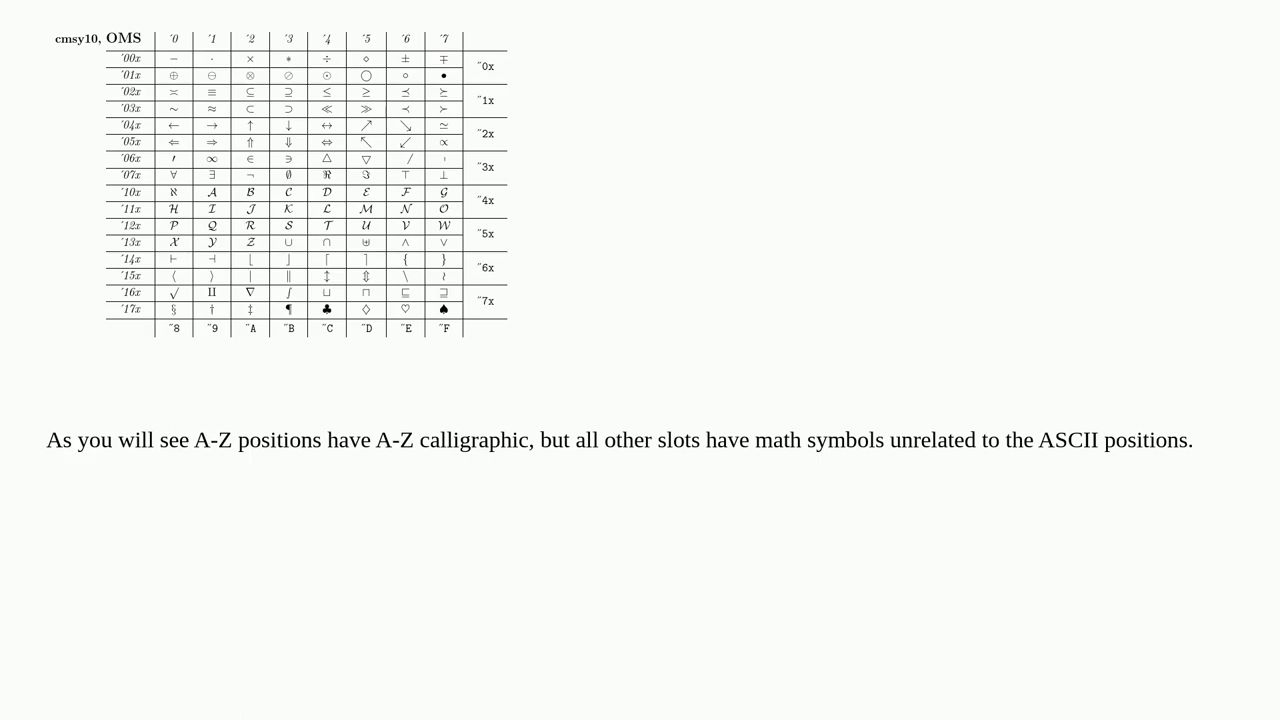 cmsy10, OMS ´0 ´1 ´2 ´3 ´4 ´5 ´6 ´7
´00x − · × ∗ ÷ ⋄ ± ∓
˝0x
´01x ⊕ ⊖ ⊗ ⊘ ⊙ ◯ ∘ •
´02x ≍ ≡ ⊆ ⊇ ≤ ≥ ⪯ ⪰
˝1x
´03x ∼ ≈ ⊂ ⊃ ≪ ≫ ≺ ≻
´04x ← → ↑ ↓ ↔ ↗ ↘ ≃
˝2x
´05x ⇐ ⇒ ⇑ ⇓ ⇔ ↖ ↙ ∝
´06x ′ ∞ ∈ ∋ △ ▽ / ˈ
˝3x
´07x ∀ ∃ ¬ ∅ ℜ ℑ ⊤ ⊥
´10x ℵ 𝒜 ℬ 𝒞 𝒟 ℰ ℱ 𝒢
˝4x
´11x ℋ ℐ 𝒥 𝒦 ℒ ℳ 𝒩 𝒪
´12x 𝒫 𝒬 ℛ 𝒮 𝒯 𝒰 𝒱 𝒲
˝5x
´13x 𝒳 𝒴 𝒵 ∪ ∩ ⊎ ∧ ∨
´14x ⊢ ⊣ ⌊ ⌋ ⌈ ⌉ { }
˝6x
´15x ⟨ ⟩ | ∥ ↕ ⇕ \ ≀
´16x √ ∐ ∇ ∫ ⊔ ⊓ ⊑ ⊒
˝7x
´17x § † ‡ ¶ ♣ ♢ ♡ ♠
˝8 ˝9 ˝A ˝B ˝C ˝D ˝E ˝F
As you will see A-Z positions have A-Z calligraphic, but all other slots have math symbols unrelated to the ASCII positions.